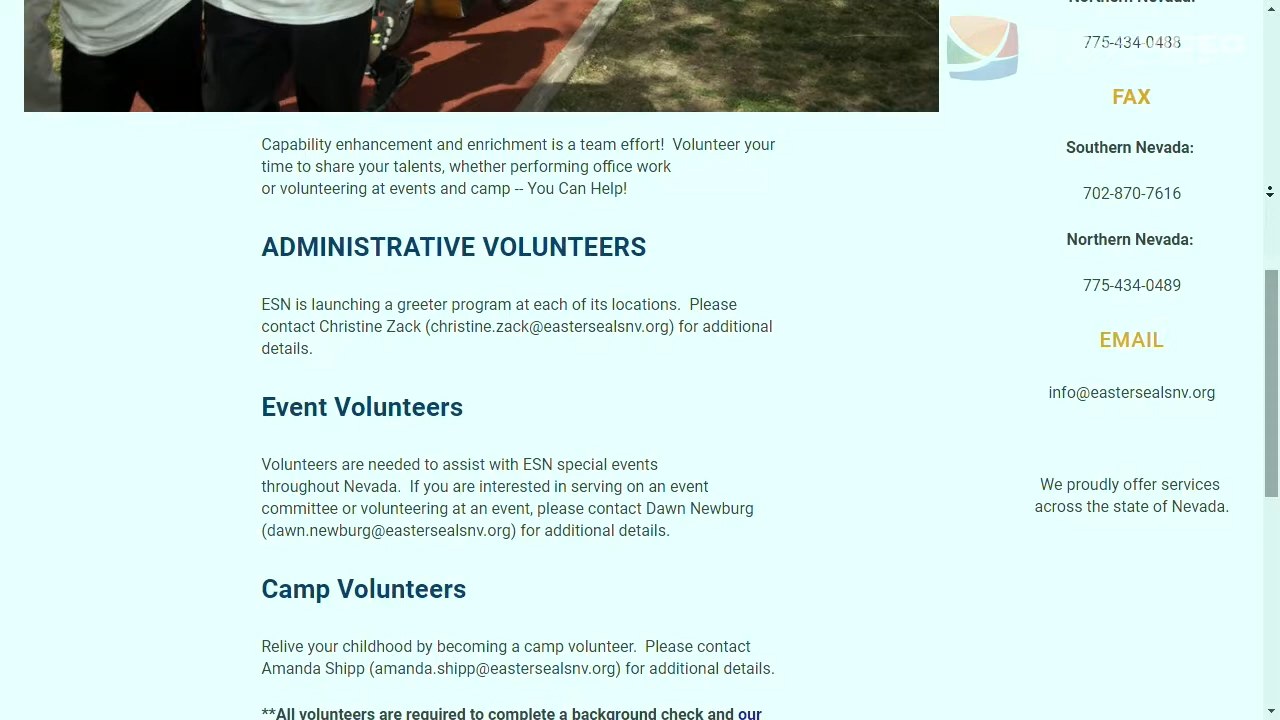 Capability enhancement and enrichment is a team effort!  Volunteer your
time to share your talents, whether performing office work
or volunteering at events and camp -- You Can Help!
ADMINISTRATIVE VOLUNTEERS
ESN is launching a greeter program at each of its locations.  Please
contact Christine Zack (christine.zack@eastersealsnv.org) for additional
details.
Event Volunteers
Volunteers are needed to assist with ESN special events
throughout Nevada.  If you are interested in serving on an event
committee or volunteering at an event, please contact Dawn Newburg
(dawn.newburg@eastersealsnv.org) for additional details.
Camp Volunteers
Relive your childhood by becoming a camp volunteer.  Please contact
Amanda Shipp (amanda.shipp@eastersealsnv.org) for additional details.
**All volunteers are required to complete a background check and our
Northern Nevada:
775-434-0488
FAX
Southern Nevada:
702-870-7616
Northern Nevada:
775-434-0489
EMAIL
info@eastersealsnv.org
We proudly offer services
across the state of Nevada.